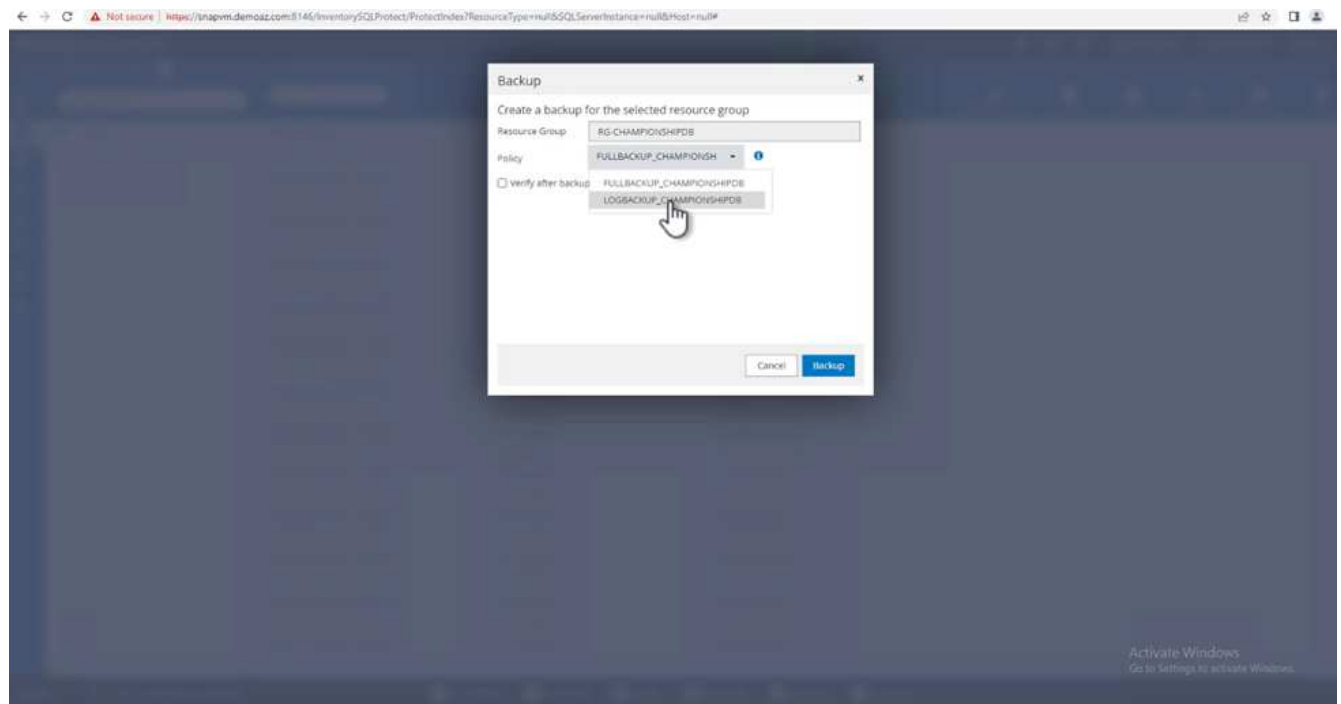 Not secure | https://snapvm.demoaz.com:8146/InventorySQLProtect/ProtectIndex?ResourceType=null&SQLServerInstance=null&Host=null#
Backup x
Create a backup for the selected resource group
Resource Group RG-CHAMPIONSHIPDB
Policy FULLBACKUP_CHAMPIONSH
Verify after backup FULLBACKUP_CHAMPIONSHIPDB
LOGBACKUP_CHAMPIONSHIPDB
Cancel Backup
Activate Windows
Go to Settings to activate Windows.